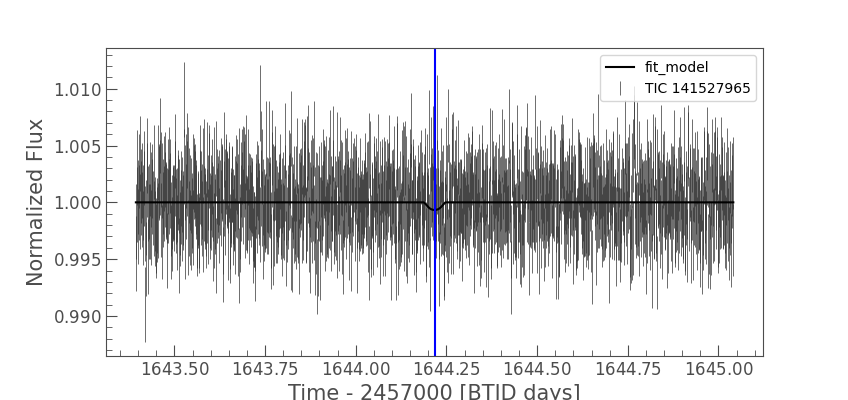 fit_model
TIC 141527965
1.010
1.005
1.000
0.995
0.990
Normalized Flux
1643.50 1643.75 1644.00 1644.25 1644.50 1644.75 1645.00
Time - 2457000 [BTJD days]